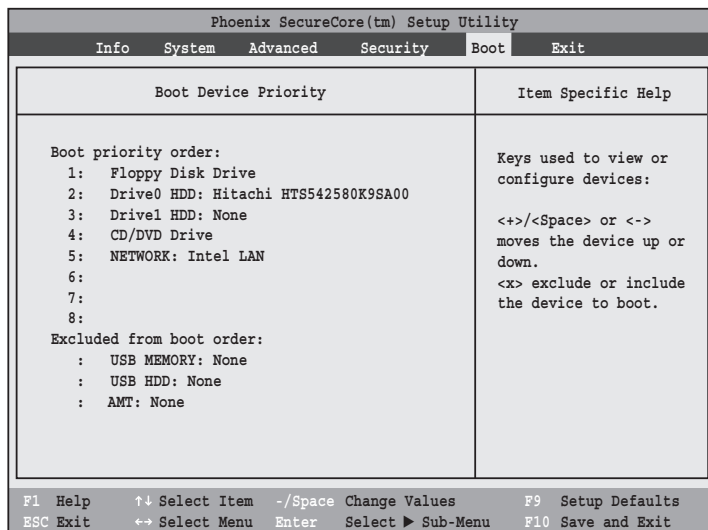 Phoenix SecureCore(tm) Setup Utility
Info System Advanced Security Boot Exit
Boot Device Priority
Boot priority order:
1: Floppy Disk Drive
2: Drive0 HDD: Hitachi HTS542580K9SA00
3: Drive1 HDD: None
4: CD/DVD Drive
5: NETWORK: Intel LAN
6:
7:
8:
Excluded from boot order:
: USB MEMORY: None
: USB HDD: None
: AMT: None
Item Specific Help
Keys used to view or
configure devices:
<+>/<Space> or <->
moves the device up or
down.
<x> exclude or include
the device to boot.
F1 Help ↑↓ Select Item -/Space Change Values F9 Setup Defaults
ESC Exit ←→ Select Menu Enter Select ▶ Sub-Menu F10 Save and Exit